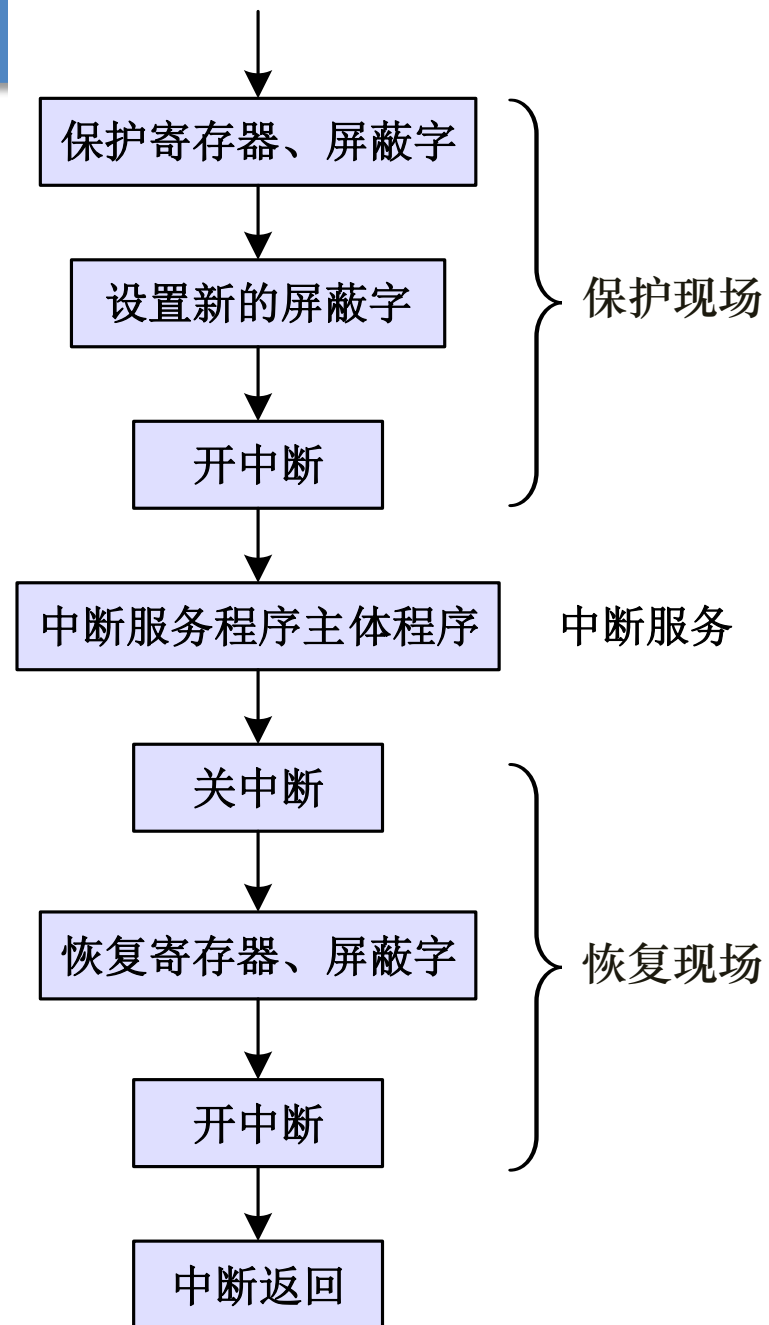 保护寄存器、屏蔽字
设置新的屏蔽字
保护现场
开中断
中断服务程序主体程序
中断服务
关中断
恢复寄存器、屏蔽字
恢复现场
开中断
中断返回